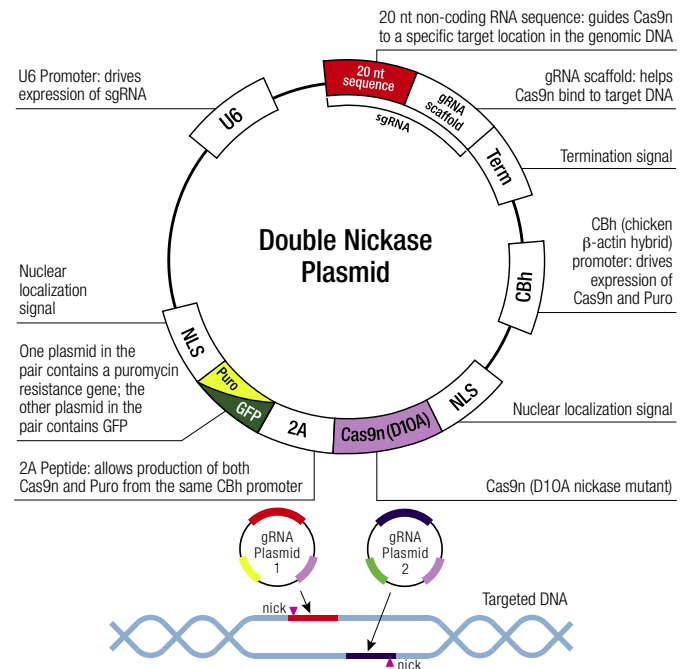 20 nt non-coding RNA sequence: guides Cas9n
to a specific target location in the genomic DNA
U6 Promoter: drives
expression of sgRNA
gRNA scaffold: helps
Cas9n bind to target DNA
20 nt
sequence
gRNA
scaffold
sgRNA
U6
Term
Termination signal
Double Nickase
Plasmid
CBh (chicken
β-actin hybrid)
promoter: drives
expression of
Cas9n and Puro
CBh
Nuclear
localization
signal
NLS
One plasmid in the
pair contains a puromycin
resistance gene; the
other plasmid in the
pair contains GFP
Puro
GFP
2A
Cas9n (D10A)
NLS
Nuclear localization signal
2A Peptide: allows production of both
Cas9n and Puro from the same CBh promoter
Cas9n (D10A nickase mutant)
gRNA
Plasmid
1
gRNA
Plasmid
2
Targeted DNA
nick
nick